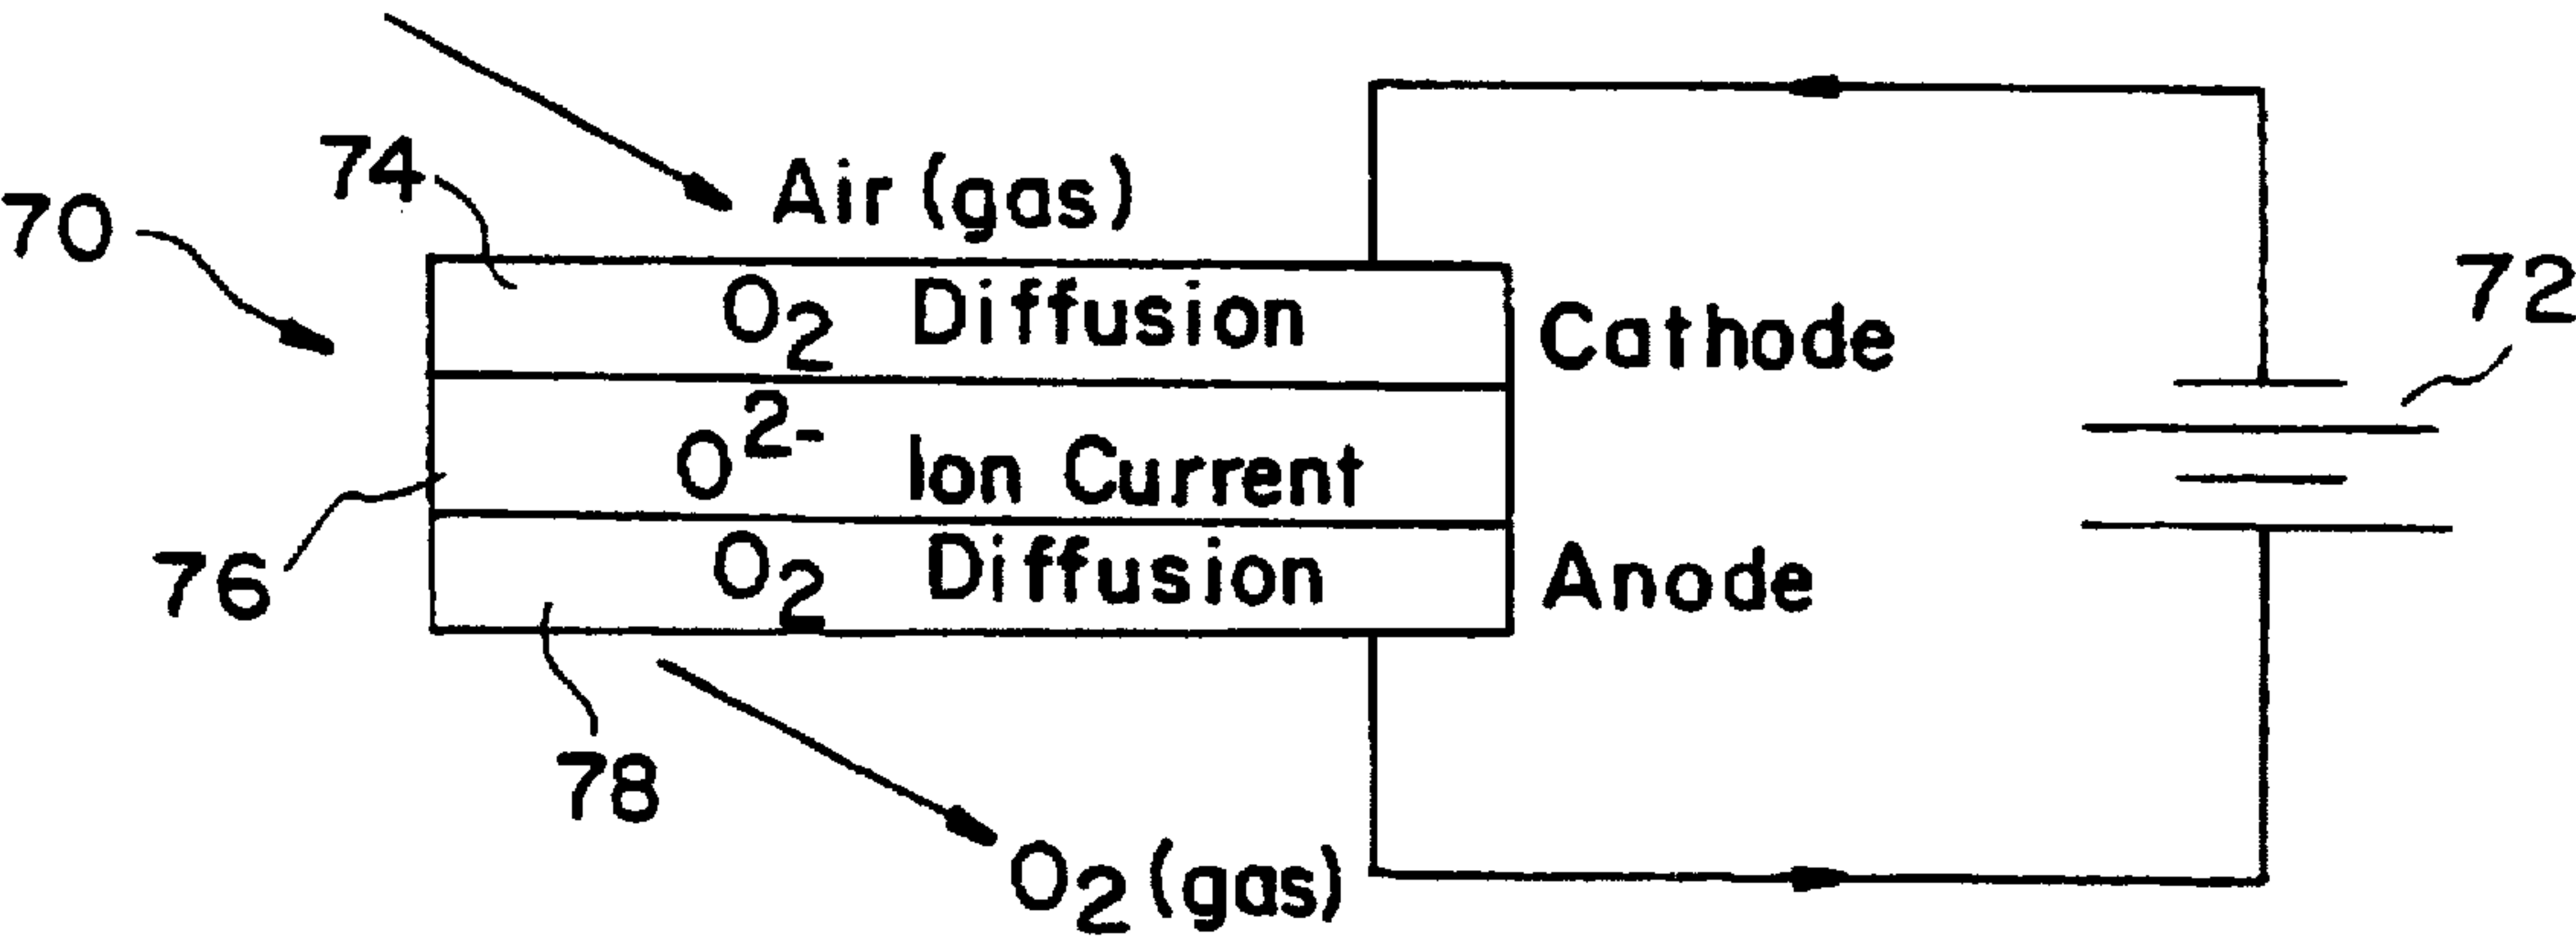 74
Air (gas)
70
72
O₂ Diffusion
Cathode
O²⁻ Ion Current
76
O₂ Diffusion
Anode
78
O₂ (gas)